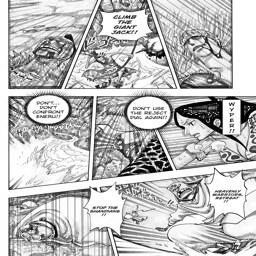 CLIMB
THE
GIANT
JACK!!
DON'T...
DON'T
CONFRONT
ENERU!!
DON'T USE
THE REJECT
DIAL AGAIN!!
WYPER!!
STOP THE
SHANDIANS!!
HEAVENLY
WARRIORS,
RETREAT!!